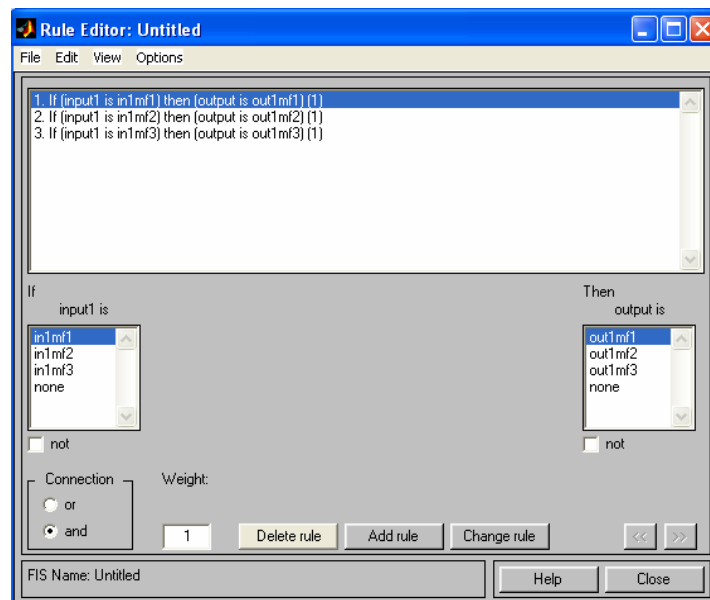 Rule Editor: Untitled
File Edit View Options
1. If (input1 is in1mf1) then (output is out1mf1) (1)
2. If (input1 is in1mf2) then (output is out1mf2) (1)
3. If (input1 is in1mf3) then (output is out1mf3) (1)
If
input1 is
Then
output is
in1mf1
in1mf2
in1mf3
none
out1mf1
out1mf2
out1mf3
none
not
not
Connection
or
and
Weight:
1
Delete rule
Add rule
Change rule
<<
>>
FIS Name: Untitled
Help
Close